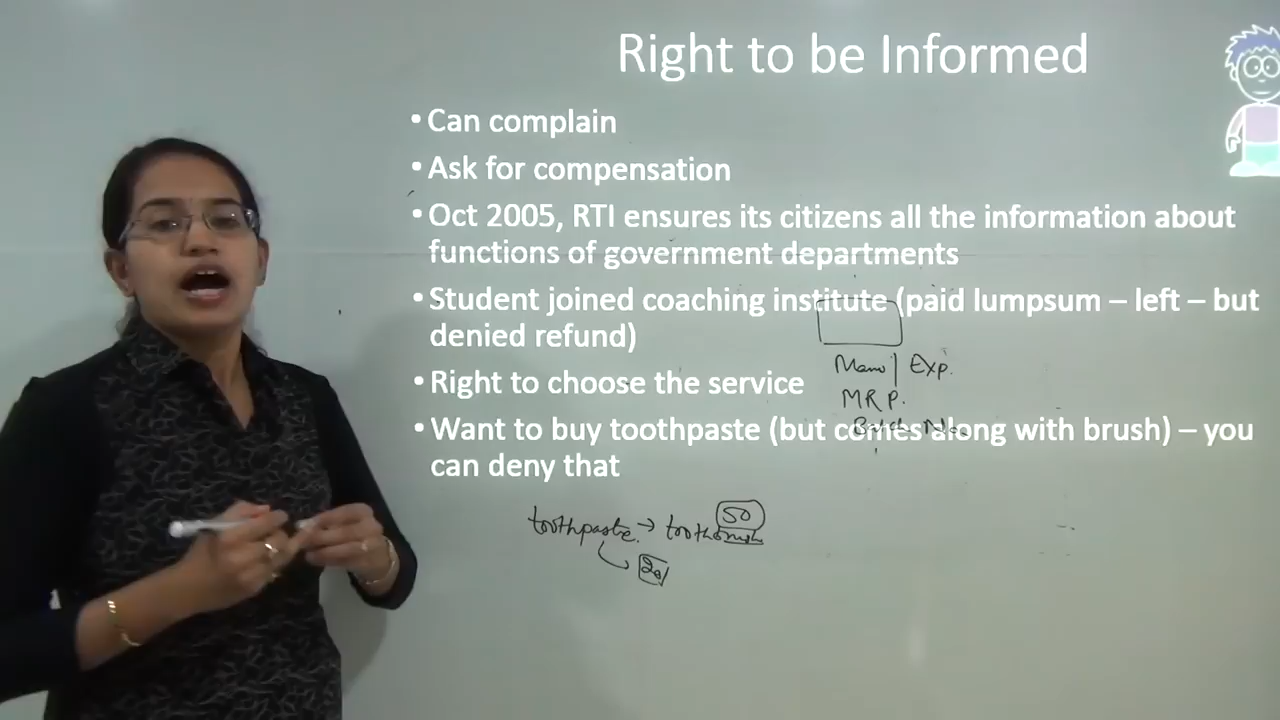 Right to be Informed
• Can complain
• Ask for compensation
• Oct 2005, RTI ensures its citizens all the information about
functions of government departments
• Student joined coaching institute (paid lumpsum – left – but
denied refund)
Exp.
• Right to choose the service
MRP.
• Want to buy toothpaste (but comes along with brush) – you
can deny that
50
toothpaste →
20